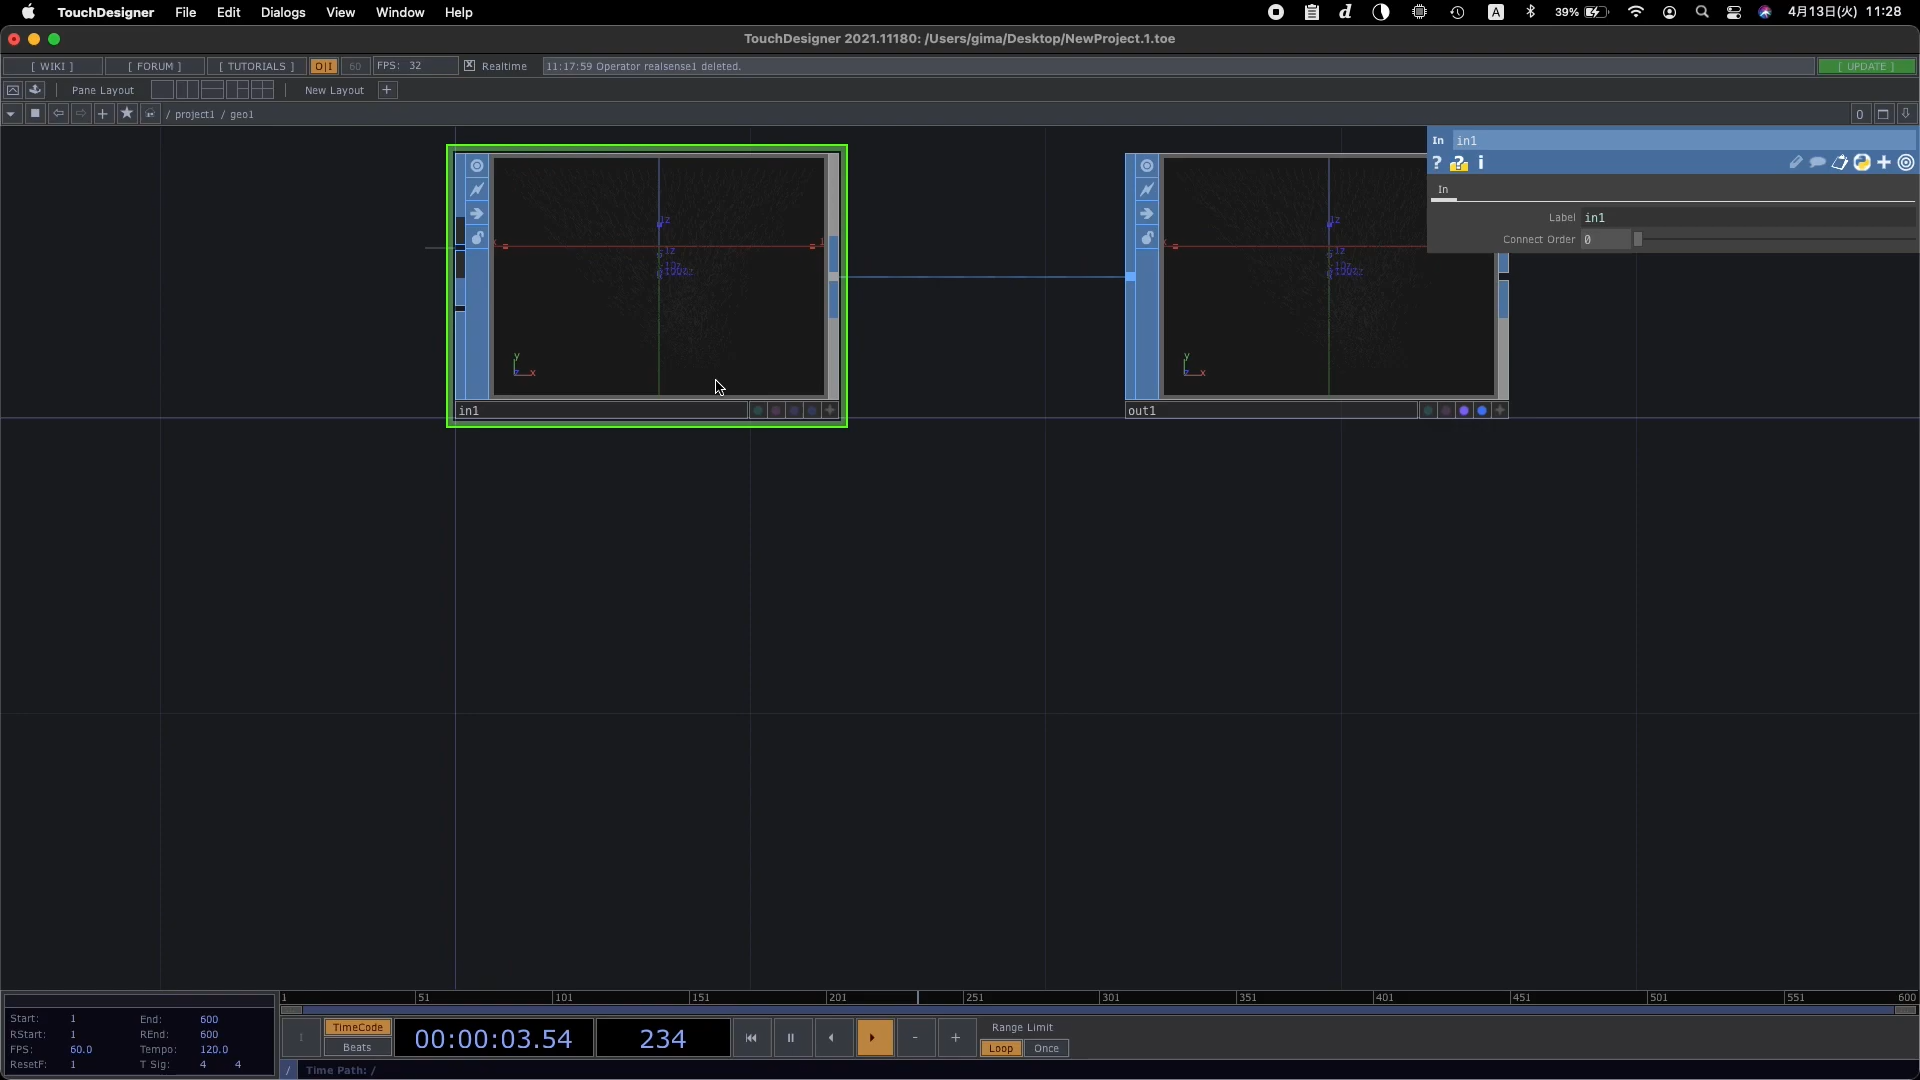 TouchDesigner File Edit Dialogs View Window Help
A 39% 4月13日(火) 11:28
TouchDesigner 2021.11180: /Users/gima/Desktop/NewProject.1.toe
[ WIKI ] [ FORUM ] [ TUTORIALS ] O|I 60 FPS: 32 Realtime 11:17:59 Operator realsense1 deleted. [ UPDATE ]
Pane Layout New Layout +
/ project1 / geo1 0
In in1
? ? i
In
Label in1
Connect Order 0
1z
1z
y
x
in1
1z
1z
y
x
out1
1 51 101 151 201 251 301 351 401 451 501 551 600
Start: 1 End: 600
RStart: 1 REnd: 600
FPS: 60.0 Tempo: 120.0
ResetF: 1 T Sig: 4 4
TimeCode
Beats
00:00:03.54
234
- +
Range Limit
Loop Once
/ Time Path: /